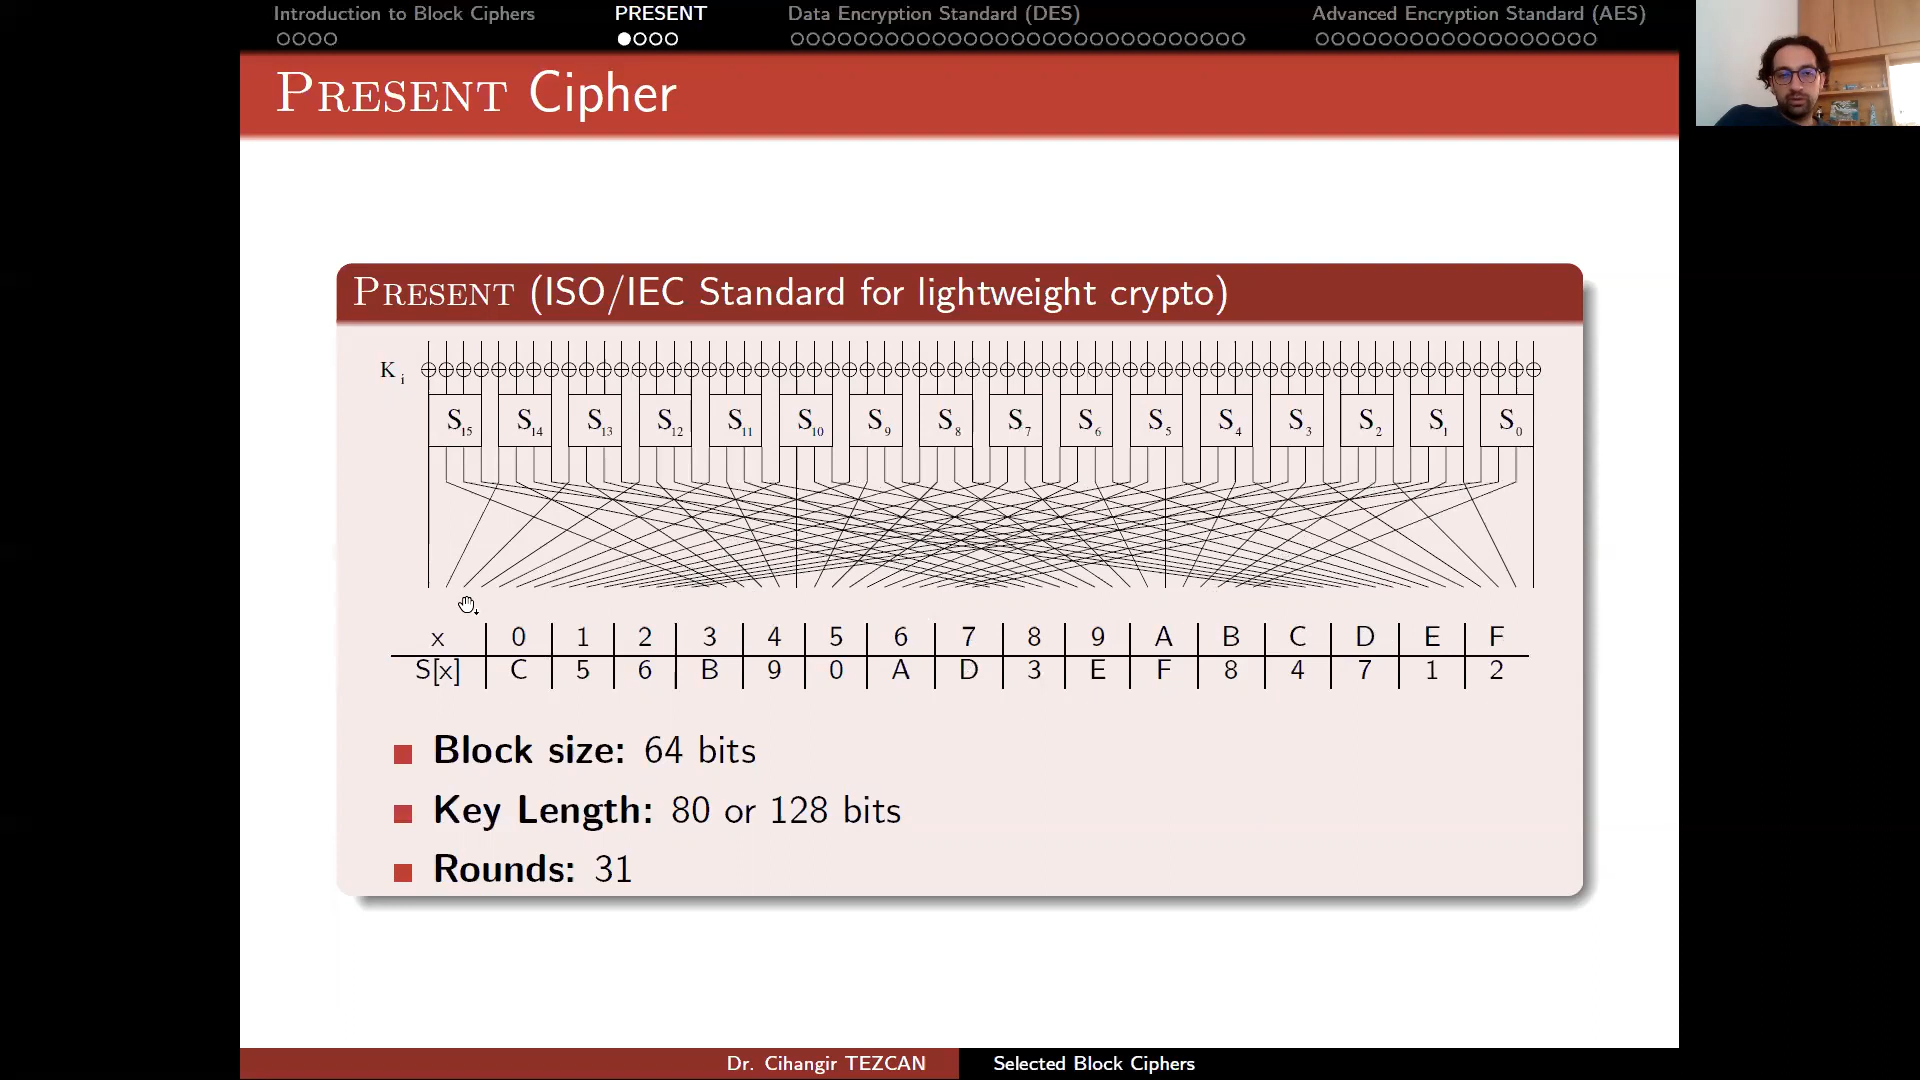 Introduction to Block Ciphers PRESENT Data Encryption Standard (DES) Advanced Encryption Standard (AES)
PRESENT Cipher
PRESENT (ISO/IEC Standard for lightweight crypto)
K i
S15 S14 S13 S12 S11 S10 S9 S8 S7 S6 S5 S4 S3 S2 S1 S0
x 0 1 2 3 4 5 6 7 8 9 A B C D E F
S[x] C 5 6 B 9 0 A D 3 E F 8 4 7 1 2
Block size: 64 bits
Key Length: 80 or 128 bits
Rounds: 31
Dr. Cihangir TEZCAN Selected Block Ciphers